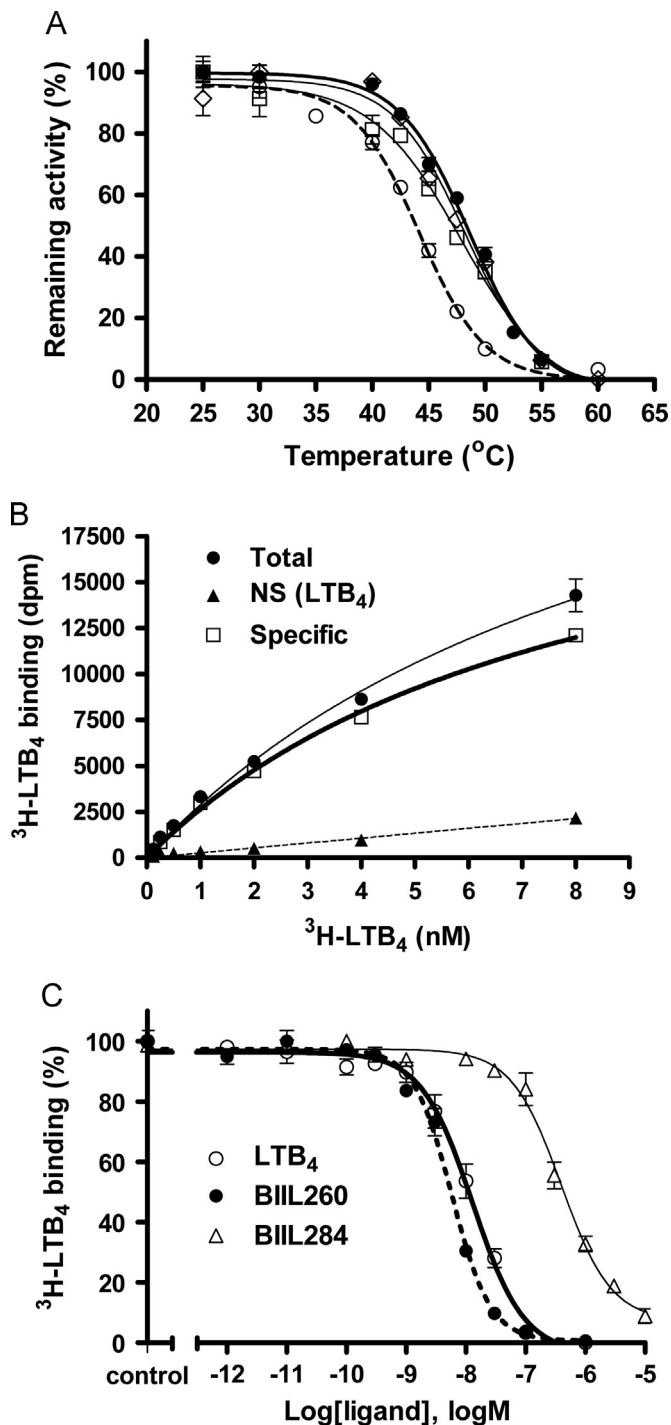 A
Remaining activity (%)
100
80
60
40
20
0
20 25 30 35 40 45 50 55 60 65
Temperature (°C)
B
³H-LTB₄ binding (dpm)
17500
15000
12500
10000
7500
5000
2500
0
Total
NS (LTB₄)
Specific
0 1 2 3 4 5 6 7 8 9
³H-LTB₄ (nM)
C
³H-LTB₄ binding (%)
100
80
60
40
20
0
LTB₄
BIIL260
BIIL284
control -12 -11 -10 -9 -8 -7 -6 -5
Log[ligand], logM